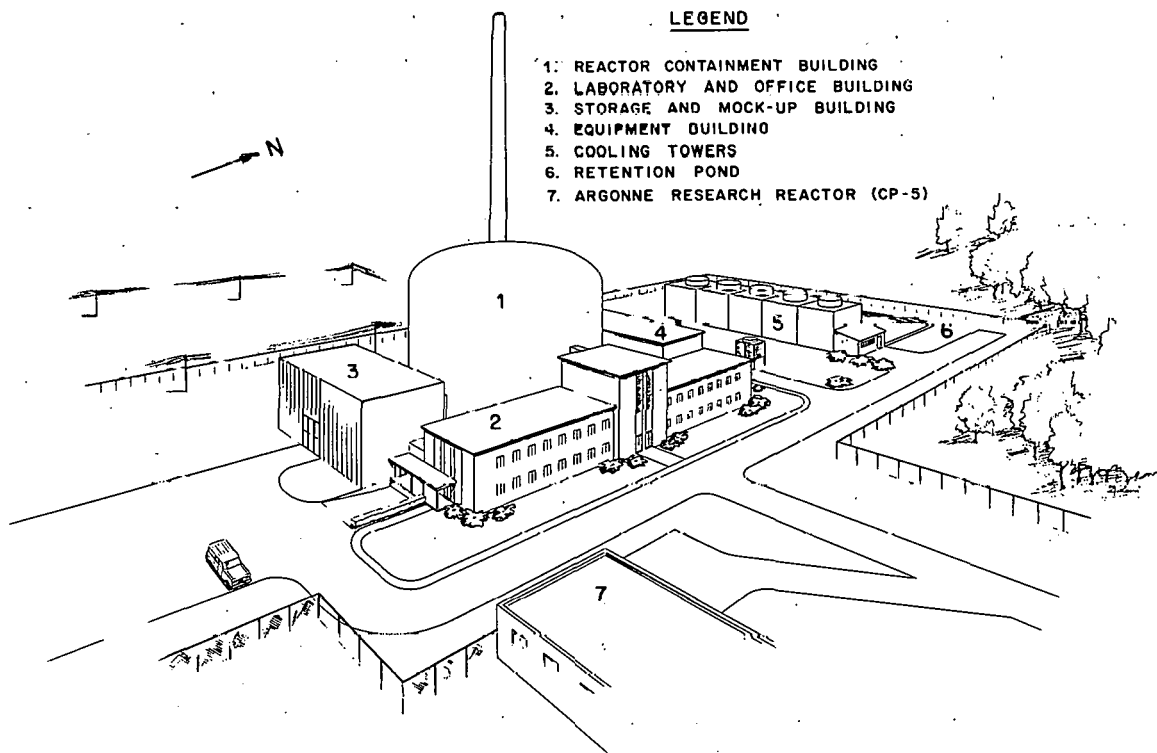 LEGEND
1. REACTOR CONTAINMENT BUILDING
2. LABORATORY AND OFFICE BUILDING
3. STORAGE AND MOCK-UP BUILDING
4. EQUIPMENT BUILDING
5. COOLING TOWERS
6. RETENTION POND
7. ARGONNE RESEARCH REACTOR (CP-5)
N
1
4
5
6
3
2
7